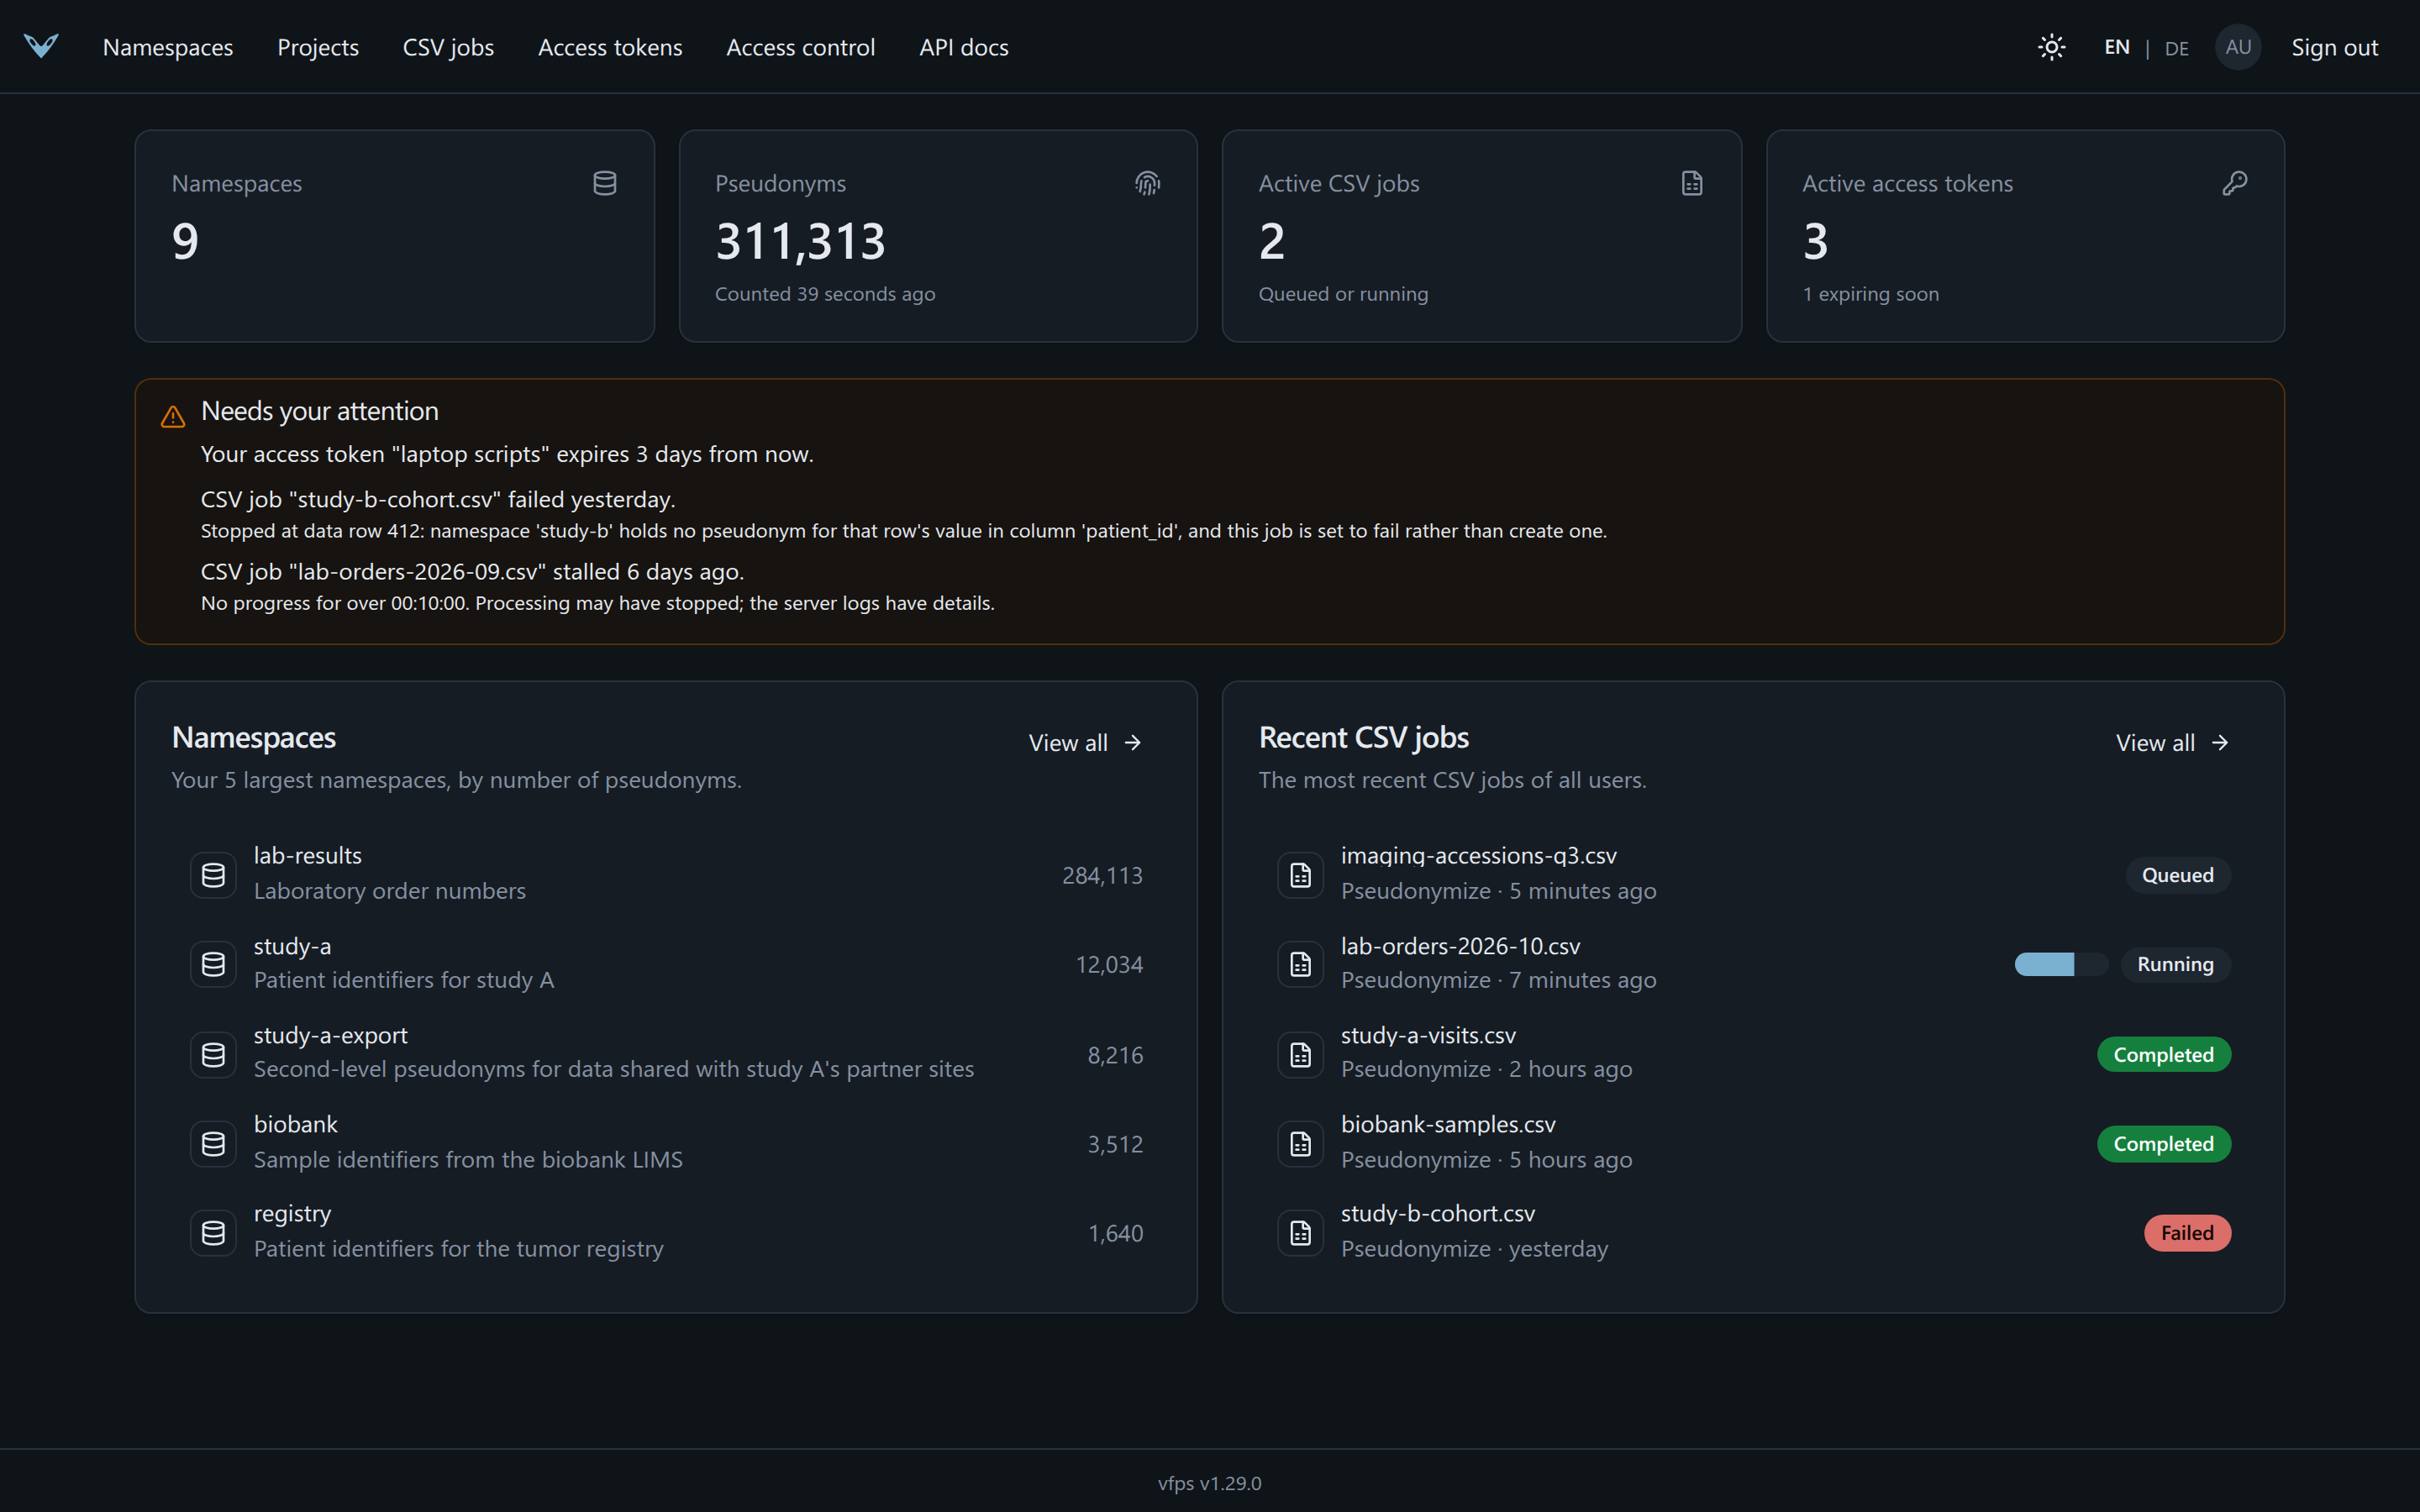 Namespaces
Projects
CSV jobs
Access tokens
Access control
API docs
EN | DE
AU
Sign out
Namespaces
9
Pseudonyms
311,313
Counted 39 seconds ago
Active CSV jobs
2
Queued or running
Active access tokens
3
1 expiring soon
Needs your attention
Your access token "laptop scripts" expires 3 days from now.
CSV job "study-b-cohort.csv" failed yesterday.
Stopped at data row 412: namespace 'study-b' holds no pseudonym for that row's value in column 'patient_id', and this job is set to fail rather than create one.
CSV job "lab-orders-2026-09.csv" stalled 6 days ago.
No progress for over 00:10:00. Processing may have stopped; the server logs have details.
Namespaces
View all
Your 5 largest namespaces, by number of pseudonyms.
lab-results
Laboratory order numbers
284,113
study-a
Patient identifiers for study A
12,034
study-a-export
Second-level pseudonyms for data shared with study A's partner sites
8,216
biobank
Sample identifiers from the biobank LIMS
3,512
registry
Patient identifiers for the tumor registry
1,640
Recent CSV jobs
View all
The most recent CSV jobs of all users.
imaging-accessions-q3.csv
Pseudonymize · 5 minutes ago
Queued
lab-orders-2026-10.csv
Pseudonymize · 7 minutes ago
Running
study-a-visits.csv
Pseudonymize · 2 hours ago
Completed
biobank-samples.csv
Pseudonymize · 5 hours ago
Completed
study-b-cohort.csv
Pseudonymize · yesterday
Failed
vfps v1.29.0